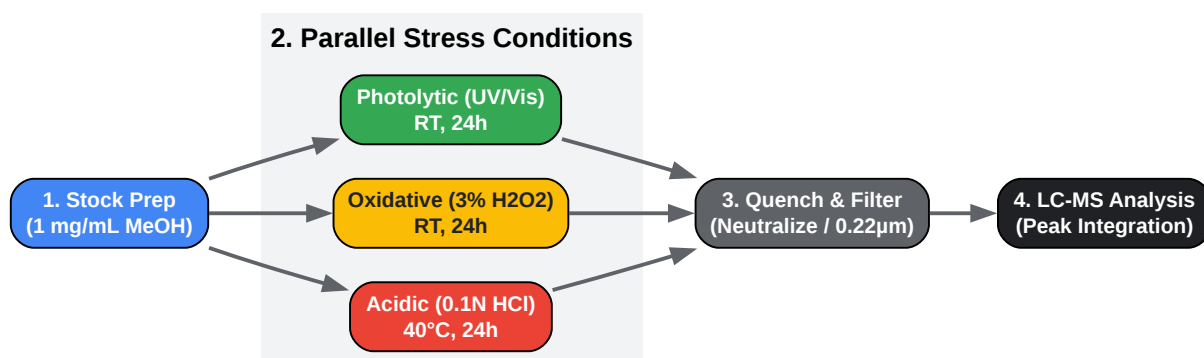 2. Parallel Stress Conditions
Photolytic (UV/Vis)
RT, 24h
1. Stock Prep
(1 mg/mL MeOH)
Oxidative (3% H2O2)
RT, 24h
Acidic (0.1N HCl)
40°C, 24h
3. Quench & Filter
(Neutralize / 0.22µm)
4. LC-MS Analysis
(Peak Integration)